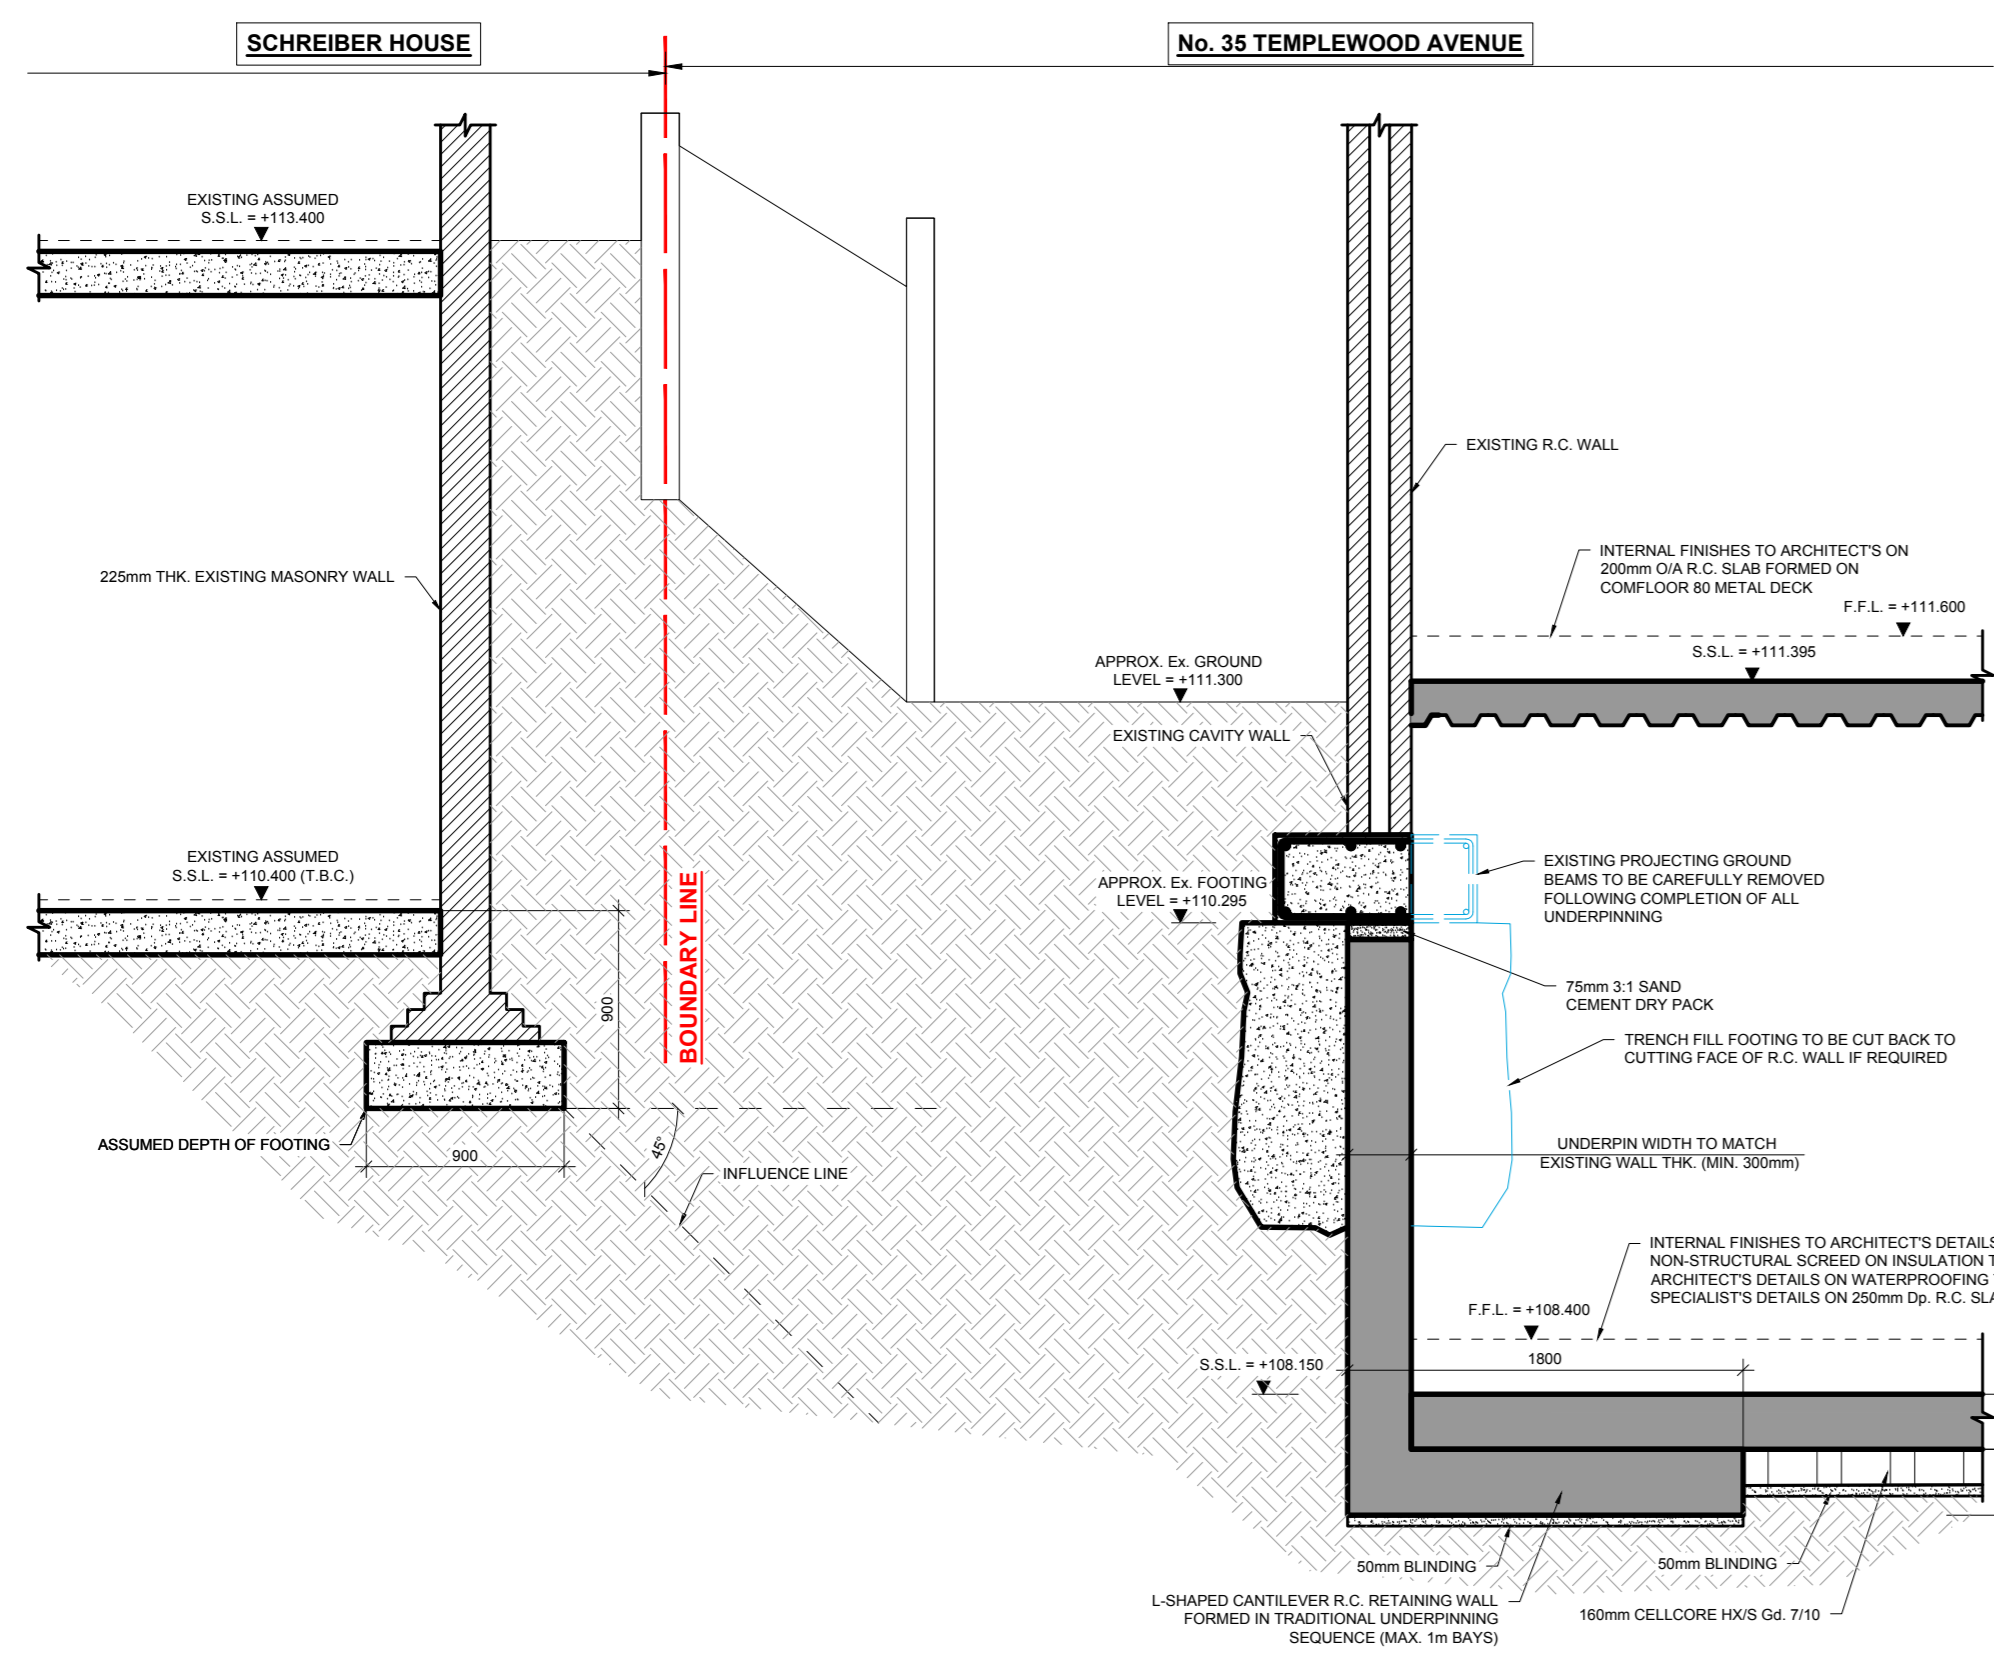 SCHREIBER HOUSE
No. 35 TEMPLEWOOD AVENUE
EXISTING ASSUMED
S.S.L. = +113.400
EXISTING R.C. WALL
INTERNAL FINISHES TO ARCHITECT'S ON
200mm O/A R.C. SLAB FORMED ON
COMFLOOR 80 METAL DECK
225mm THK. EXISTING MASONRY WALL
F.F.L. = +111.600
S.S.L. = +111.395
APPROX. Ex. GROUND
LEVEL = +111.300
EXISTING CAVITY WALL
EXISTING ASSUMED
S.S.L. = +110.400 (T.B.C.)
BOUNDARY LINE
900
APPROX. Ex. FOOTING
LEVEL = +110.295
EXISTING PROJECTING GROUND
BEAMS TO BE CAREFULLY REMOVED
FOLLOWING COMPLETION OF ALL
UNDERPINNING
75mm 3:1 SAND
CEMENT DRY PACK
TRENCH FILL FOOTING TO BE CUT BACK TO
CUTTING FACE OF R.C. WALL IF REQUIRED
ASSUMED DEPTH OF FOOTING
900
45°
INFLUENCE LINE
UNDERPIN WIDTH TO MATCH
EXISTING WALL THK. (MIN. 300mm)
INTERNAL FINISHES TO ARCHITECT'S DETAILS
NON-STRUCTURAL SCREED ON INSULATION T
ARCHITECT'S DETAILS ON WATERPROOFING
SPECIALIST'S DETAILS ON 250mm Dp. R.C. SLA
F.F.L. = +108.400
S.S.L. = +108.150
1800
50mm BLINDING
50mm BLINDING
L-SHAPED CANTILEVER R.C. RETAINING WALL
FORMED IN TRADITIONAL UNDERPINNING
SEQUENCE (MAX. 1m BAYS)
160mm CELLCORE HX/S Gd. 7/10